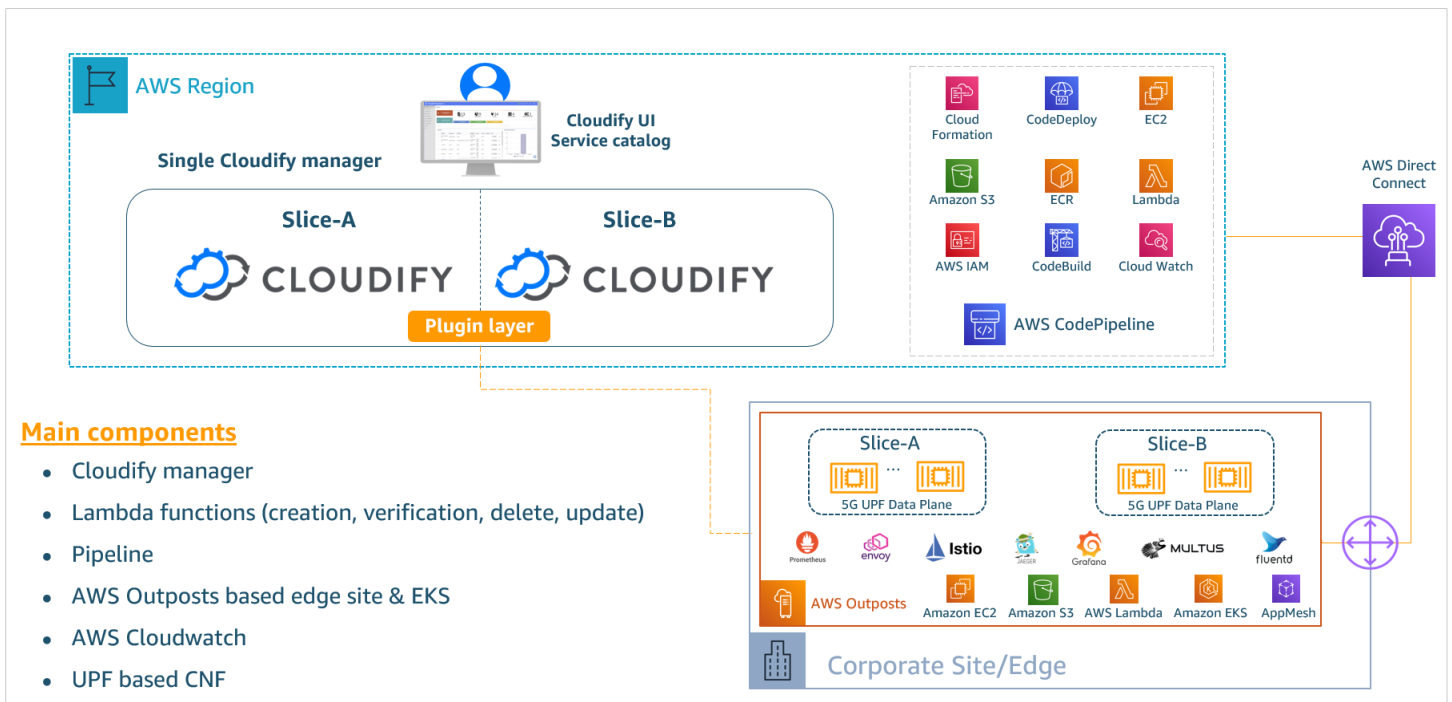 AWS Region
Cloudify UI
Service catalog
Single Cloudify manager
Slice-A
Slice-B
CLOUDIFY
CLOUDIFY
Plugin layer
Cloud
Formation
CodeDeploy
EC2
Amazon S3
ECR
Lambda
AWS IAM
CodeBuild
Cloud Watch
AWS CodePipeline
AWS Direct
Connect
Main components
• Cloudify manager
• Lambda functions (creation, verification, delete, update)
• Pipeline
• AWS Outposts based edge site & EKS
• AWS Cloudwatch
• UPF based CNF
Slice-A
...
5G UPF Data Plane
Slice-B
...
5G UPF Data Plane
Prometheus
envoy
Istio
JAEGER
Grafana
MULTUS
fluentd
AWS Outposts
Amazon EC2
Amazon S3
AWS Lambda
Amazon EKS
AppMesh
Corporate Site/Edge